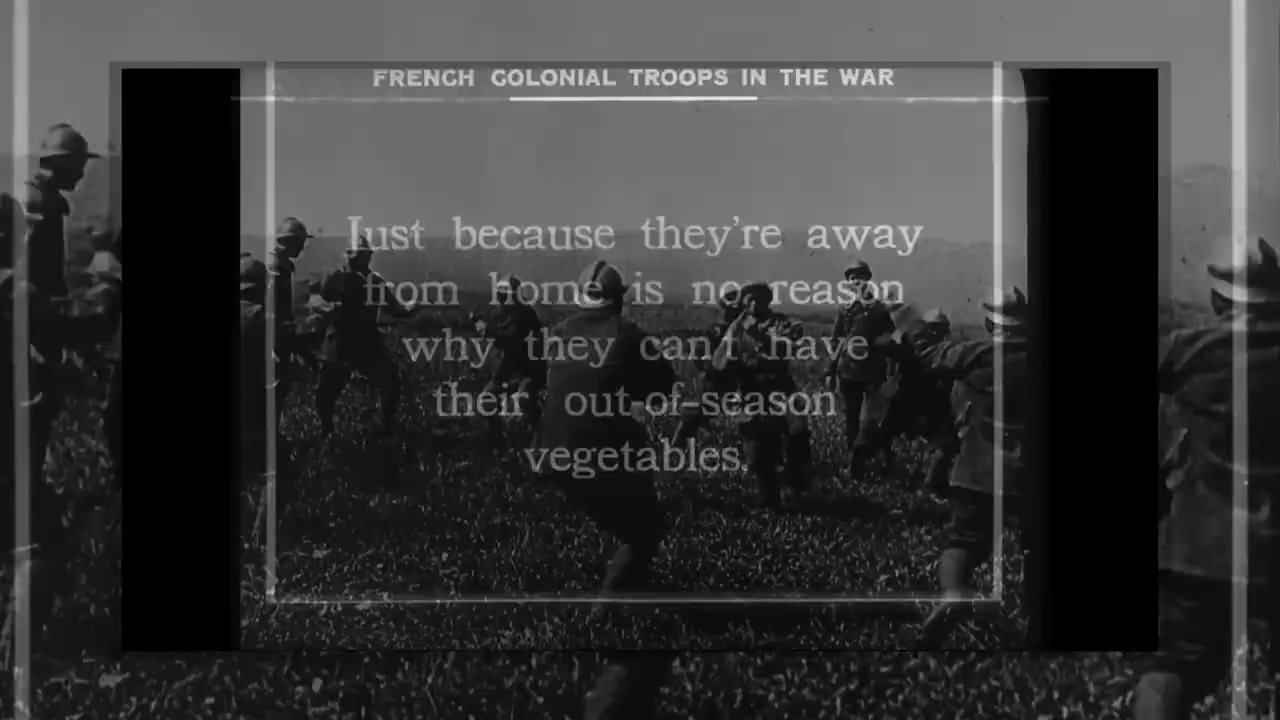 FRENCH COLONIAL TROOPS IN THE WAR
Just because they're away
from home is no reason
why they can't have
their out-of-season
vegetables.